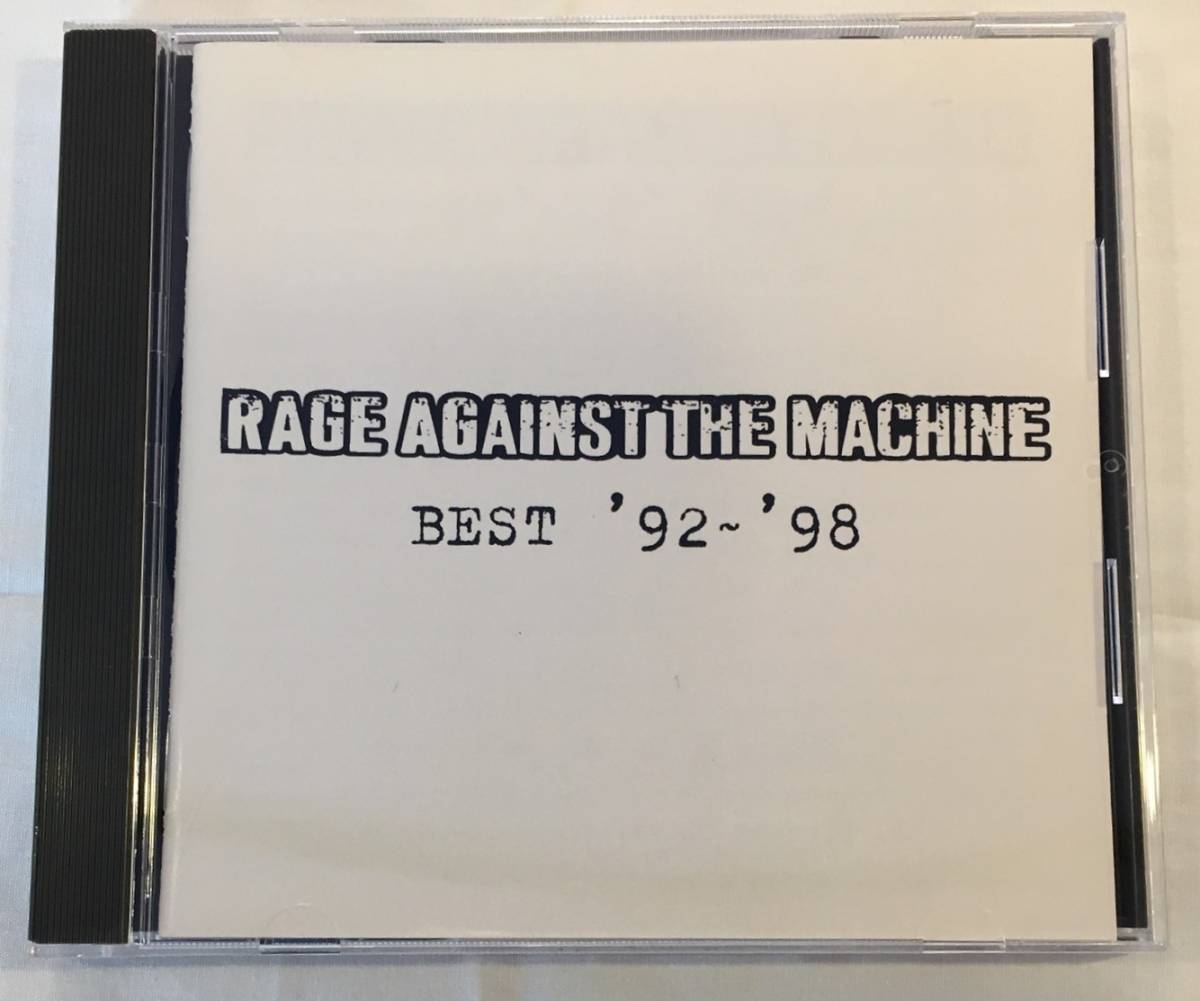 RAGE AGAINST THE MACHINE
BEST '92~'98